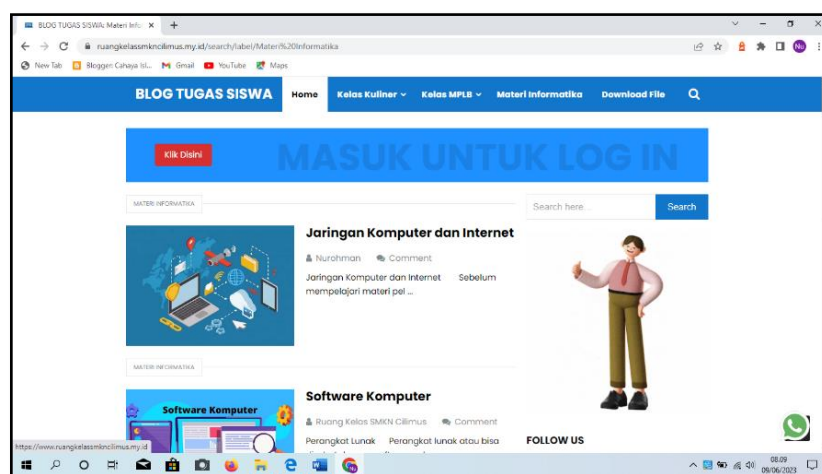 BLOG TUGAS SISWA: Materi Info
ruangkelassmkncilimus.my.id/search/label/Materi%20Informatika
New Tab Blogger: Cahaya Isl... Gmail YouTube Maps
BLOG TUGAS SISWA Home Kelas Kuliner Kelas MPLB Materi Informatika Download File
Klik Disini MASUK UNTUK LOG IN
MATERI INFORMATIKA
Search here... Search
Jaringan Komputer dan Internet
Nurohman Comment
Jaringan Komputer dan Internet Sebelum
mempelajari materi pel ...
MATERI INFORMATIKA
Software Komputer
Software Komputer
Ruang Kelas SMKN Cilimus Comment
Perangkat Lunak Perangkat lunak atau bisa
FOLLOW US
https://www.ruangkelassmkncilimus.my.id
08.09
09/06/2023